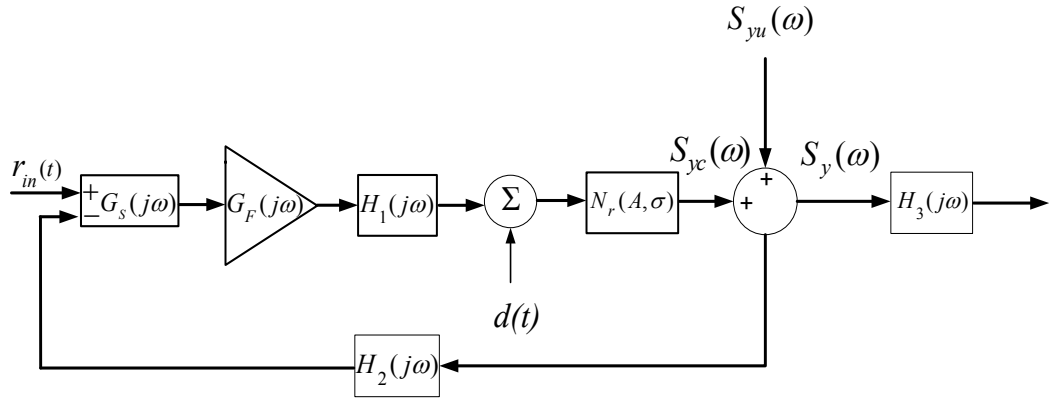 S_yu(ω)
r_in(t)
+
−
G_s(jω)
G_F(jω)
H_1(jω)
Σ
d(t)
N_r(A,σ)
S_yc(ω)
+
+
S_y(ω)
H_3(jω)
H_2(jω)